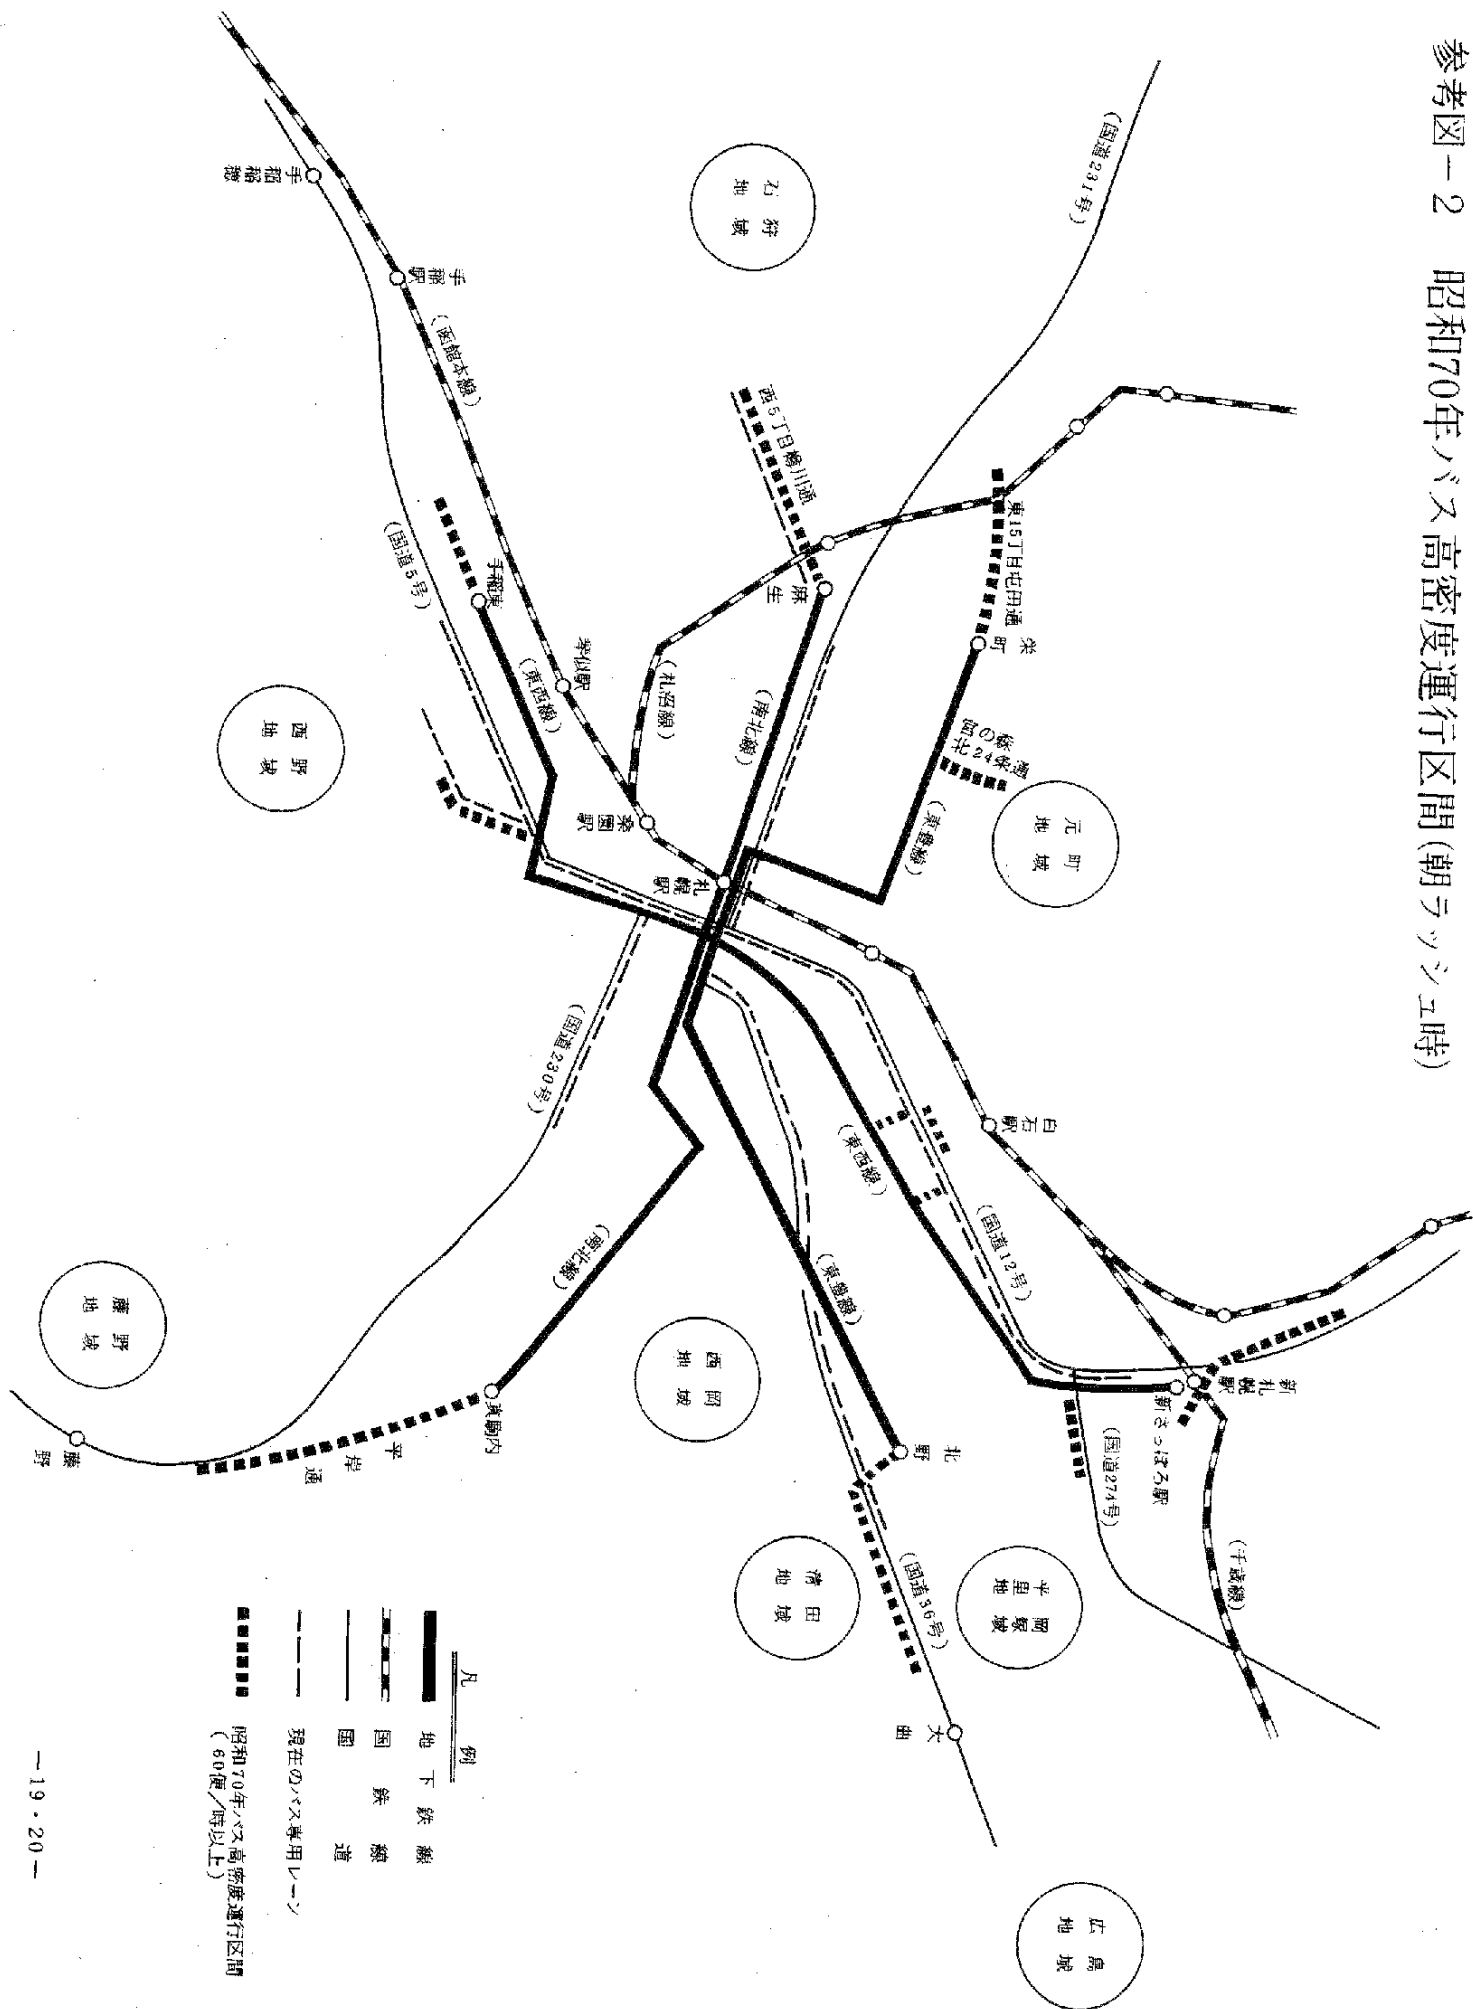 参考図－2　昭和70年バス高密度運行区間(朝ラッシュ時)
(国道231号)
石狩
地域
手稲稲穂
手稲駅
(函館本線)
西5丁目樽川通
東15丁目屯田通
麻生
栄町
宮の森
北24条通
元町
地域
(国道5号)
手稲東
(東西線)
琴似駅
(札沼線)
(南北線)
(東豊線)
西野
地域
桑園駅
札幌駅
(国道230号)
白石駅
(東西線)
(国道12号)
(南北線)
(東豊線)
西岡
地域
藤野
地域
新札幌駅
新さっぽろ駅
(国道274号)
(千歳線)
北野
真駒内
平岸通
藤野
清田
地域
(国道36号)
大曲
広島
地域
凡例
地下鉄線
国鉄線
国道
現在のバス専用レーン
昭和70年バス高密度運行区間
(60便／時以上)
－19・20－